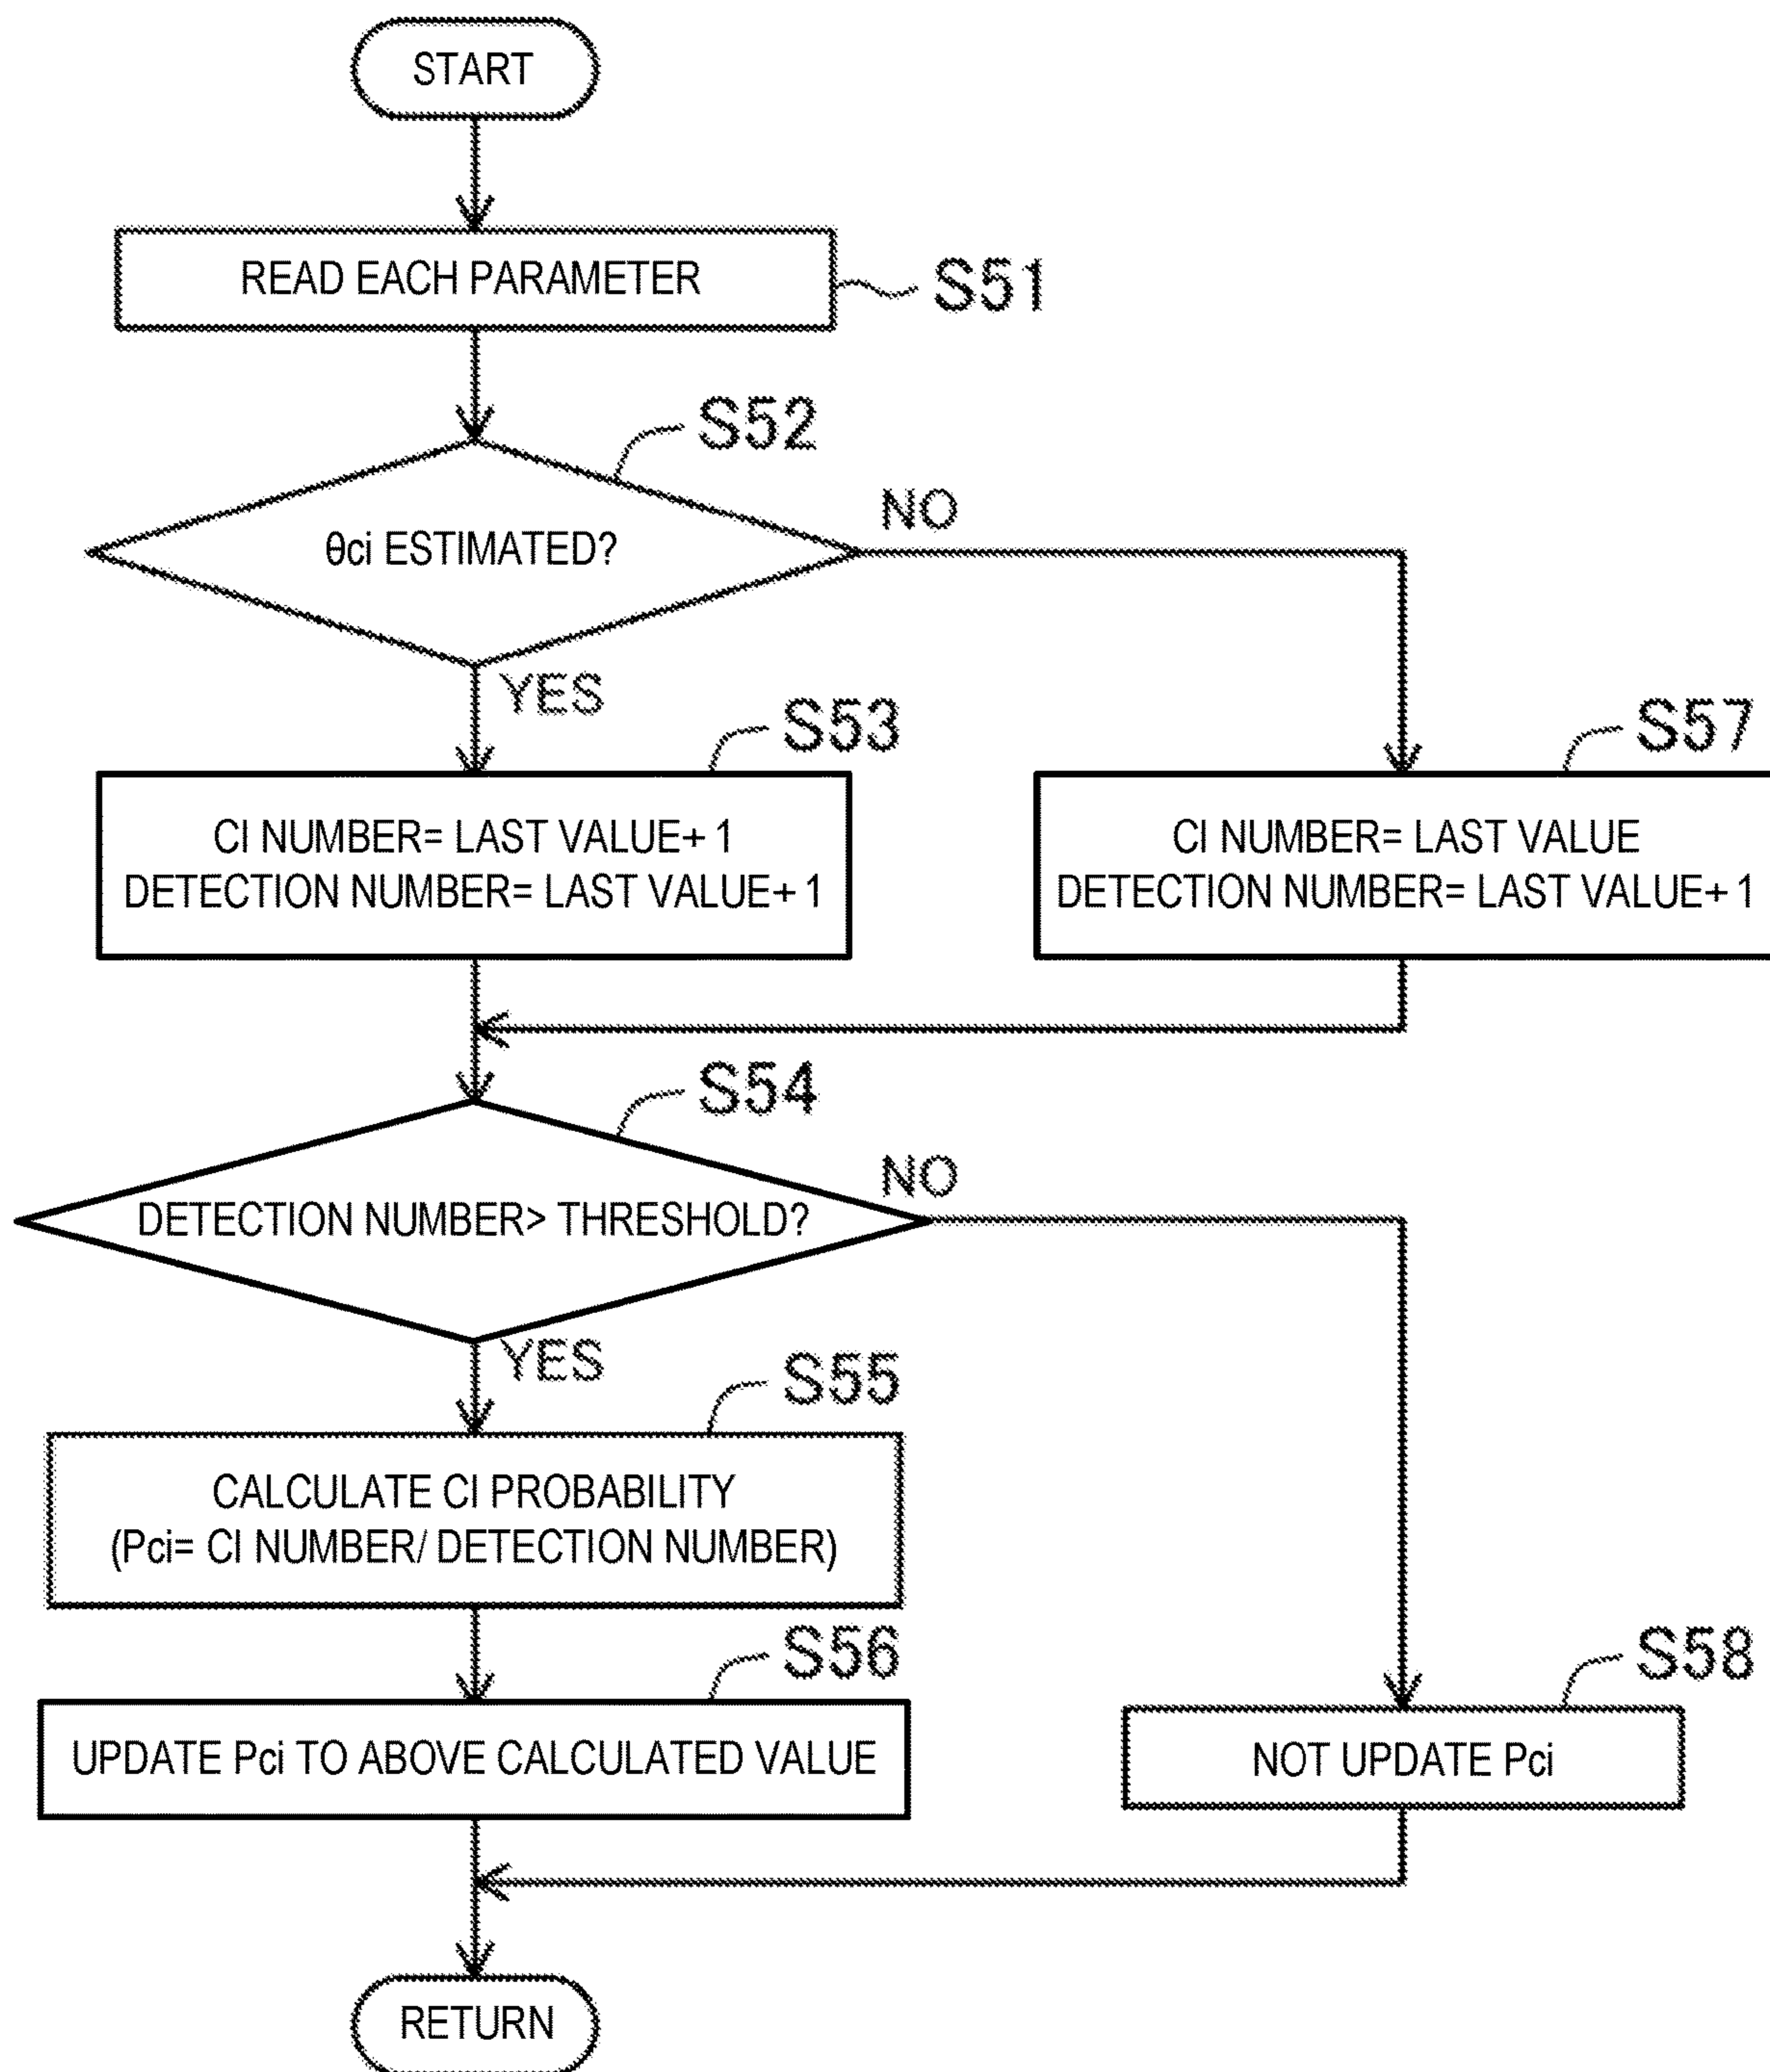 START
READ EACH PARAMETER
S51
S52
θci ESTIMATED?
NO
YES
S53
CI NUMBER= LAST VALUE+ 1
DETECTION NUMBER= LAST VALUE+ 1
S57
CI NUMBER= LAST VALUE
DETECTION NUMBER= LAST VALUE+ 1
S54
DETECTION NUMBER> THRESHOLD?
NO
YES
S55
CALCULATE CI PROBABILITY
(Pci= CI NUMBER/ DETECTION NUMBER)
S56
UPDATE Pci TO ABOVE CALCULATED VALUE
S58
NOT UPDATE Pci
RETURN